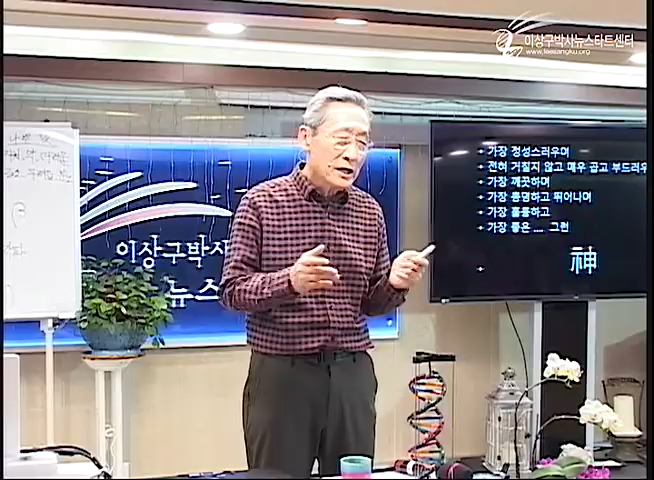 이상구박사뉴스타트센터
www.leesangku.org
가장 정성스러우며
전혀 거칠지 않고 매우 곱고 부드러우
가장 깨끗하며
가장 총명하고 뛰어나며
가장 훌륭하고
가장 좋은 .... 그런
神
이상구박사
뉴스